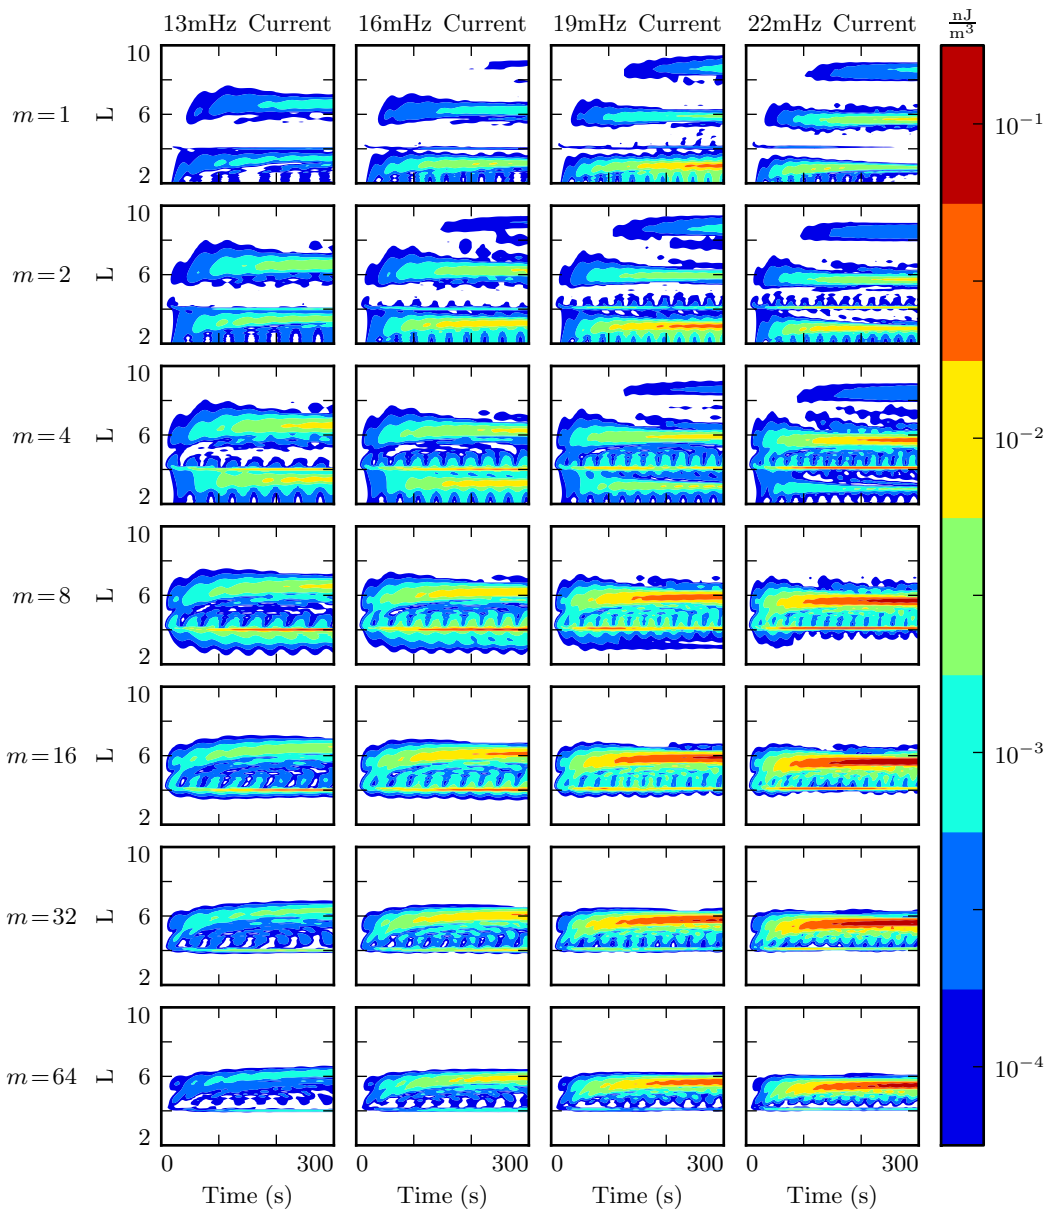 13mHz Current 16mHz Current 19mHz Current 22mHz Current nJ/m³
10
m=1 L 6 10⁻¹
2
10
m=2 L 6
2
10
m=4 L 6 10⁻²
2
10
m=8 L 6
2
10
m=16 L 6 10⁻³
2
10
m=32 L 6
2
10
m=64 L 6 10⁻⁴
2
0 300 0 300 0 300 0 300
Time (s) Time (s) Time (s) Time (s)